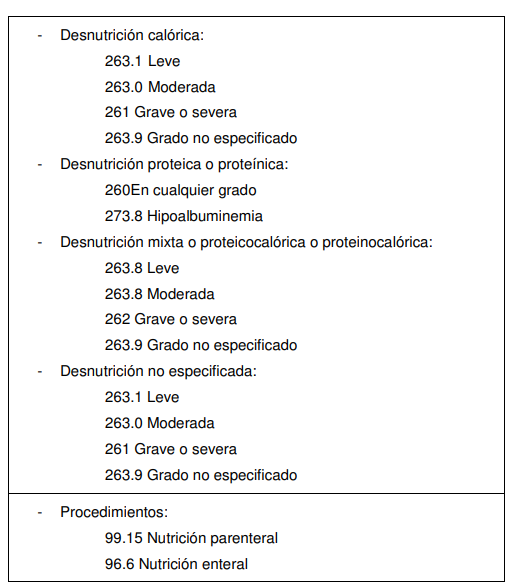 - Desnutrición calórica:
263.1 Leve
263.0 Moderada
261 Grave o severa
263.9 Grado no especificado
- Desnutrición proteica o proteínica:
260En cualquier grado
273.8 Hipoalbuminemia
- Desnutrición mixta o proteicocalórica o proteinocalórica:
263.8 Leve
263.8 Moderada
262 Grave o severa
263.9 Grado no especificado
- Desnutrición no especificada:
263.1 Leve
263.0 Moderada
261 Grave o severa
263.9 Grado no especificado
- Procedimientos:
99.15 Nutrición parenteral
96.6 Nutrición enteral